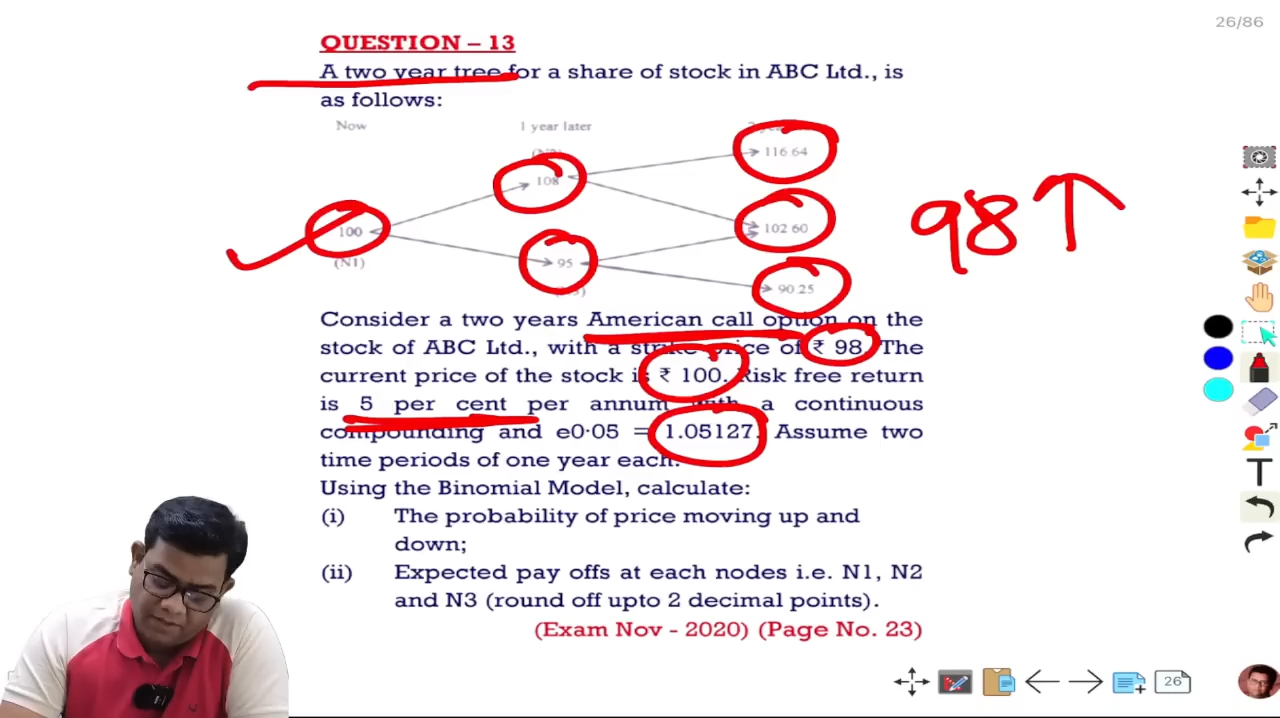 26/86
QUESTION – 13
A two year tree for a share of stock in ABC Ltd., is
as follows:
Now 1 year later
108 116.64
100 102.60 98
(N1) 95 90.25
Consider a two years American call option on the
stock of ABC Ltd., with a strike price of ₹ 98. The
current price of the stock is ₹ 100. Risk free return
is 5 per cent per annum with a continuous
compounding and e0·05 = 1.05127. Assume two
time periods of one year each.
Using the Binomial Model, calculate:
(i) The probability of price moving up and
down;
(ii) Expected pay offs at each nodes i.e. N1, N2
and N3 (round off upto 2 decimal points).
(Exam Nov - 2020) (Page No. 23)
T
26